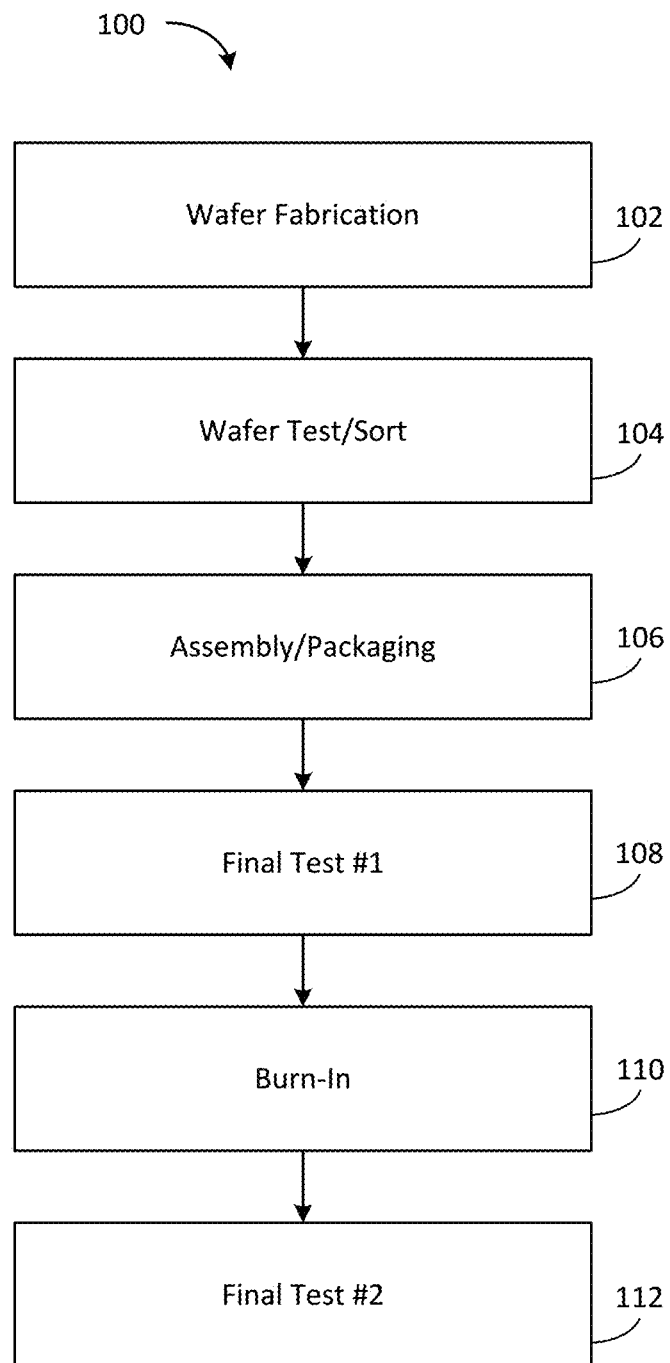 100
Wafer Fabrication
102
Wafer Test/Sort
104
Assembly/Packaging
106
Final Test #1
108
Burn-In
110
Final Test #2
112